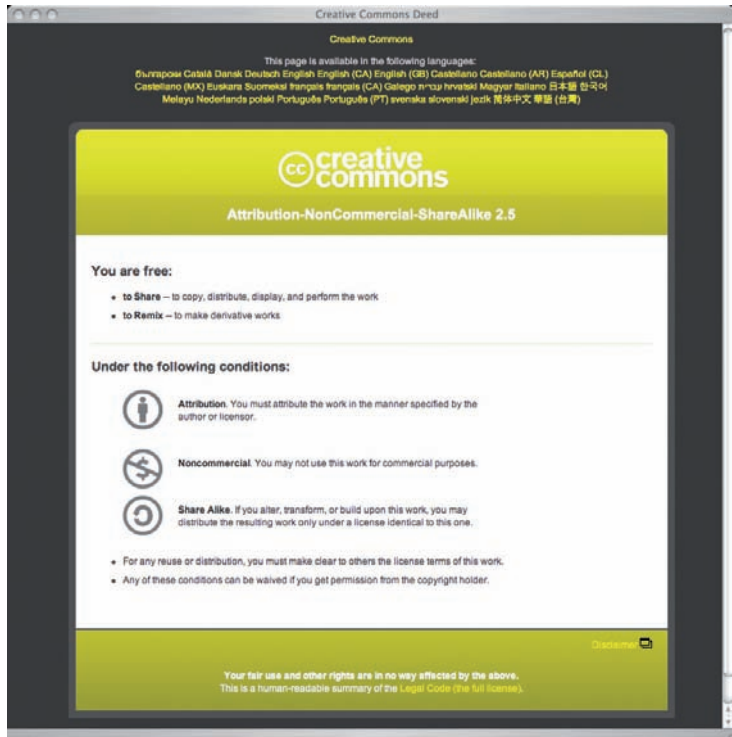 Creative Commons Deed
Creative Commons
This page is available in the following languages:
български Català Dansk Deutsch English English (CA) English (GB) Castellano Castellano (AR) Español (CL)
Castellano (MX) Euskara Suomeksi français français (CA) Galego עברית hrvatski Magyar Italiano 日本語 한국어
Melayu Nederlands polski Português Português (PT) svenska slovenski jezik 简体中文 華語 (台灣)
cc creative
commons
Attribution-NonCommercial-ShareAlike 2.5
You are free:
• to Share – to copy, distribute, display, and perform the work
• to Remix – to make derivative works
Under the following conditions:
Attribution. You must attribute the work in the manner specified by the
author or licensor.
Noncommercial. You may not use this work for commercial purposes.
Share Alike. If you alter, transform, or build upon this work, you may
distribute the resulting work only under a license identical to this one.
• For any reuse or distribution, you must make clear to others the license terms of this work.
• Any of these conditions can be waived if you get permission from the copyright holder.
Disclaimer
Your fair use and other rights are in no way affected by the above.
This is a human-readable summary of the Legal Code (the full license).